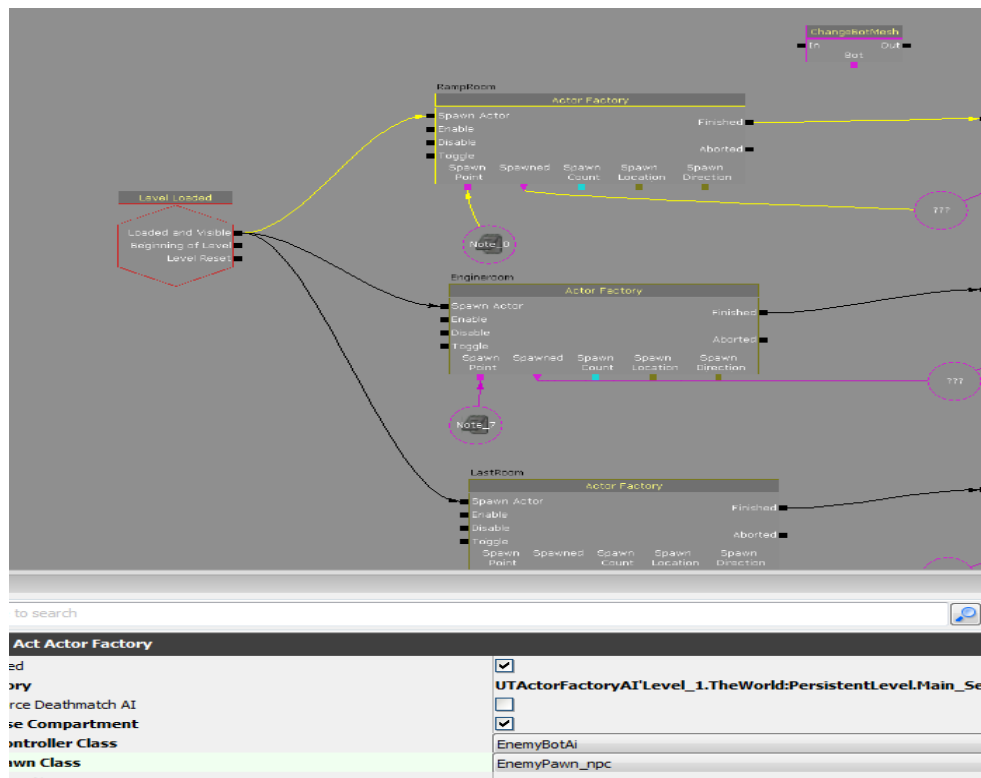 ChangeBotMesh
In Out
Bot
RampRoom
Actor Factory
Spawn Actor
Enable
Disable
Toggle
Finished
Aborted
Spawn Point
Spawned
Spawn Count
Spawn Location
Spawn Direction
???
Note_0
Level Loaded
Loaded and Visible
Beginning of Level
Level Reset
Engineroom
Actor Factory
Spawn Actor
Enable
Disable
Toggle
Finished
Aborted
Spawn Point
Spawned
Spawn Count
Spawn Location
Spawn Direction
???
Note_7
LastRoom
Actor Factory
Spawn Actor
Enable
Disable
Toggle
Finished
Aborted
Spawn Point
Spawned
Spawn Count
Spawn Location
Spawn Direction
to search
Act Actor Factory
ed
ory UTActorFactoryAI'Level_1.TheWorld:PersistentLevel.Main_Se
rce Deathmatch AI
se Compartment
ontroller Class EnemyBotAi
wn Class EnemyPawn_npc